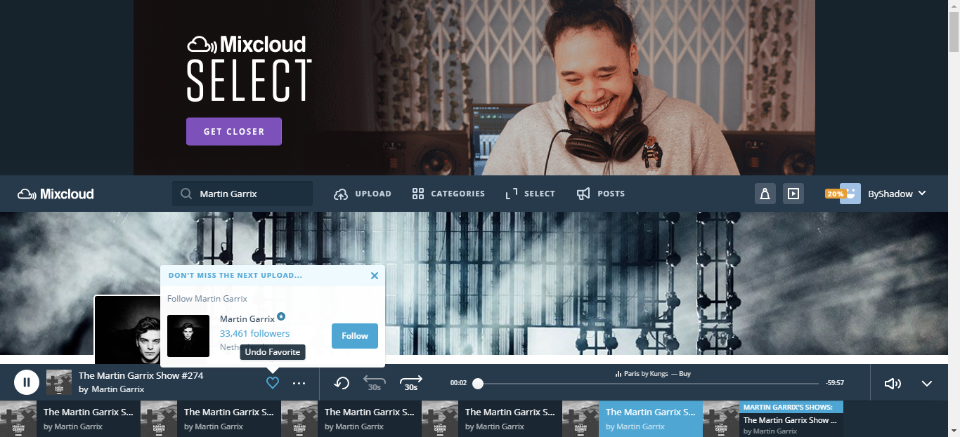 Mixcloud
SELECT
GET CLOSER
Mixcloud
Martin Garrix
UPLOAD
CATEGORIES
SELECT
POSTS
20%
ByShadow
DON'T MISS THE NEXT UPLOAD...
Follow Martin Garrix
Martin Garrix
33,461 followers
Neth
Follow
Undo Favorite
The Martin Garrix Show #274
by Martin Garrix
30s
30s
00:02
Paris by Kungs — Buy
-59:57
The Martin Garrix S...
by Martin Garrix
The Martin Garrix S...
by Martin Garrix
The Martin Garrix S...
by Martin Garrix
The Martin Garrix S...
by Martin Garrix
The Martin Garrix S...
by Martin Garrix
MARTIN GARRIX'S SHOWS:
The Martin Garrix Show ...
by Martin Garrix